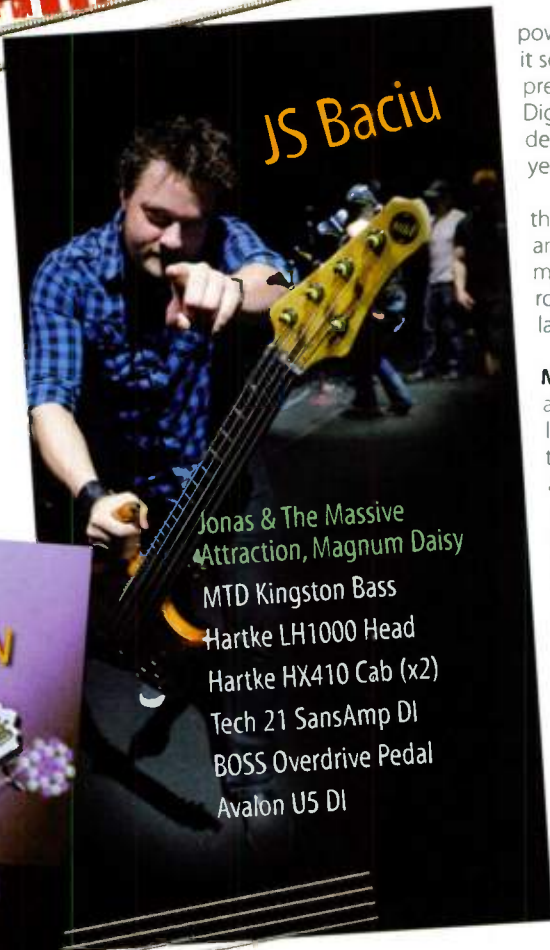 JS Baciu
Jonas & The Massive
Attraction, Magnum Daisy
MTD Kingston Bass
Hartke LH1000 Head
Hartke HX410 Cab (x2)
Tech 21 SansAmp DI
BOSS Overdrive Pedal
Avalon U5 DI